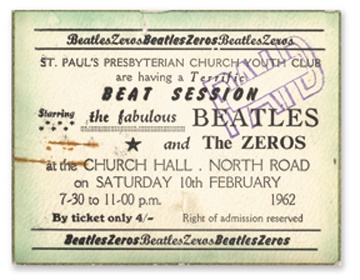 BeatlesZerosBeatlesZerosBeatlesZeros
ST. PAUL'S PRESBYTERIAN CHURCH YOUTH CLUB
are having a Terrific
BEAT SESSION
Starring the fabulous BEATLES
and The ZEROS
at the CHURCH HALL . NORTH ROAD
on SATURDAY 10th FEBRUARY
7-30 to 11-00 p.m. 1962
By ticket only 4/- Right of admission reserved
BeatlesZerosBeatlesZerosBeatlesZeros